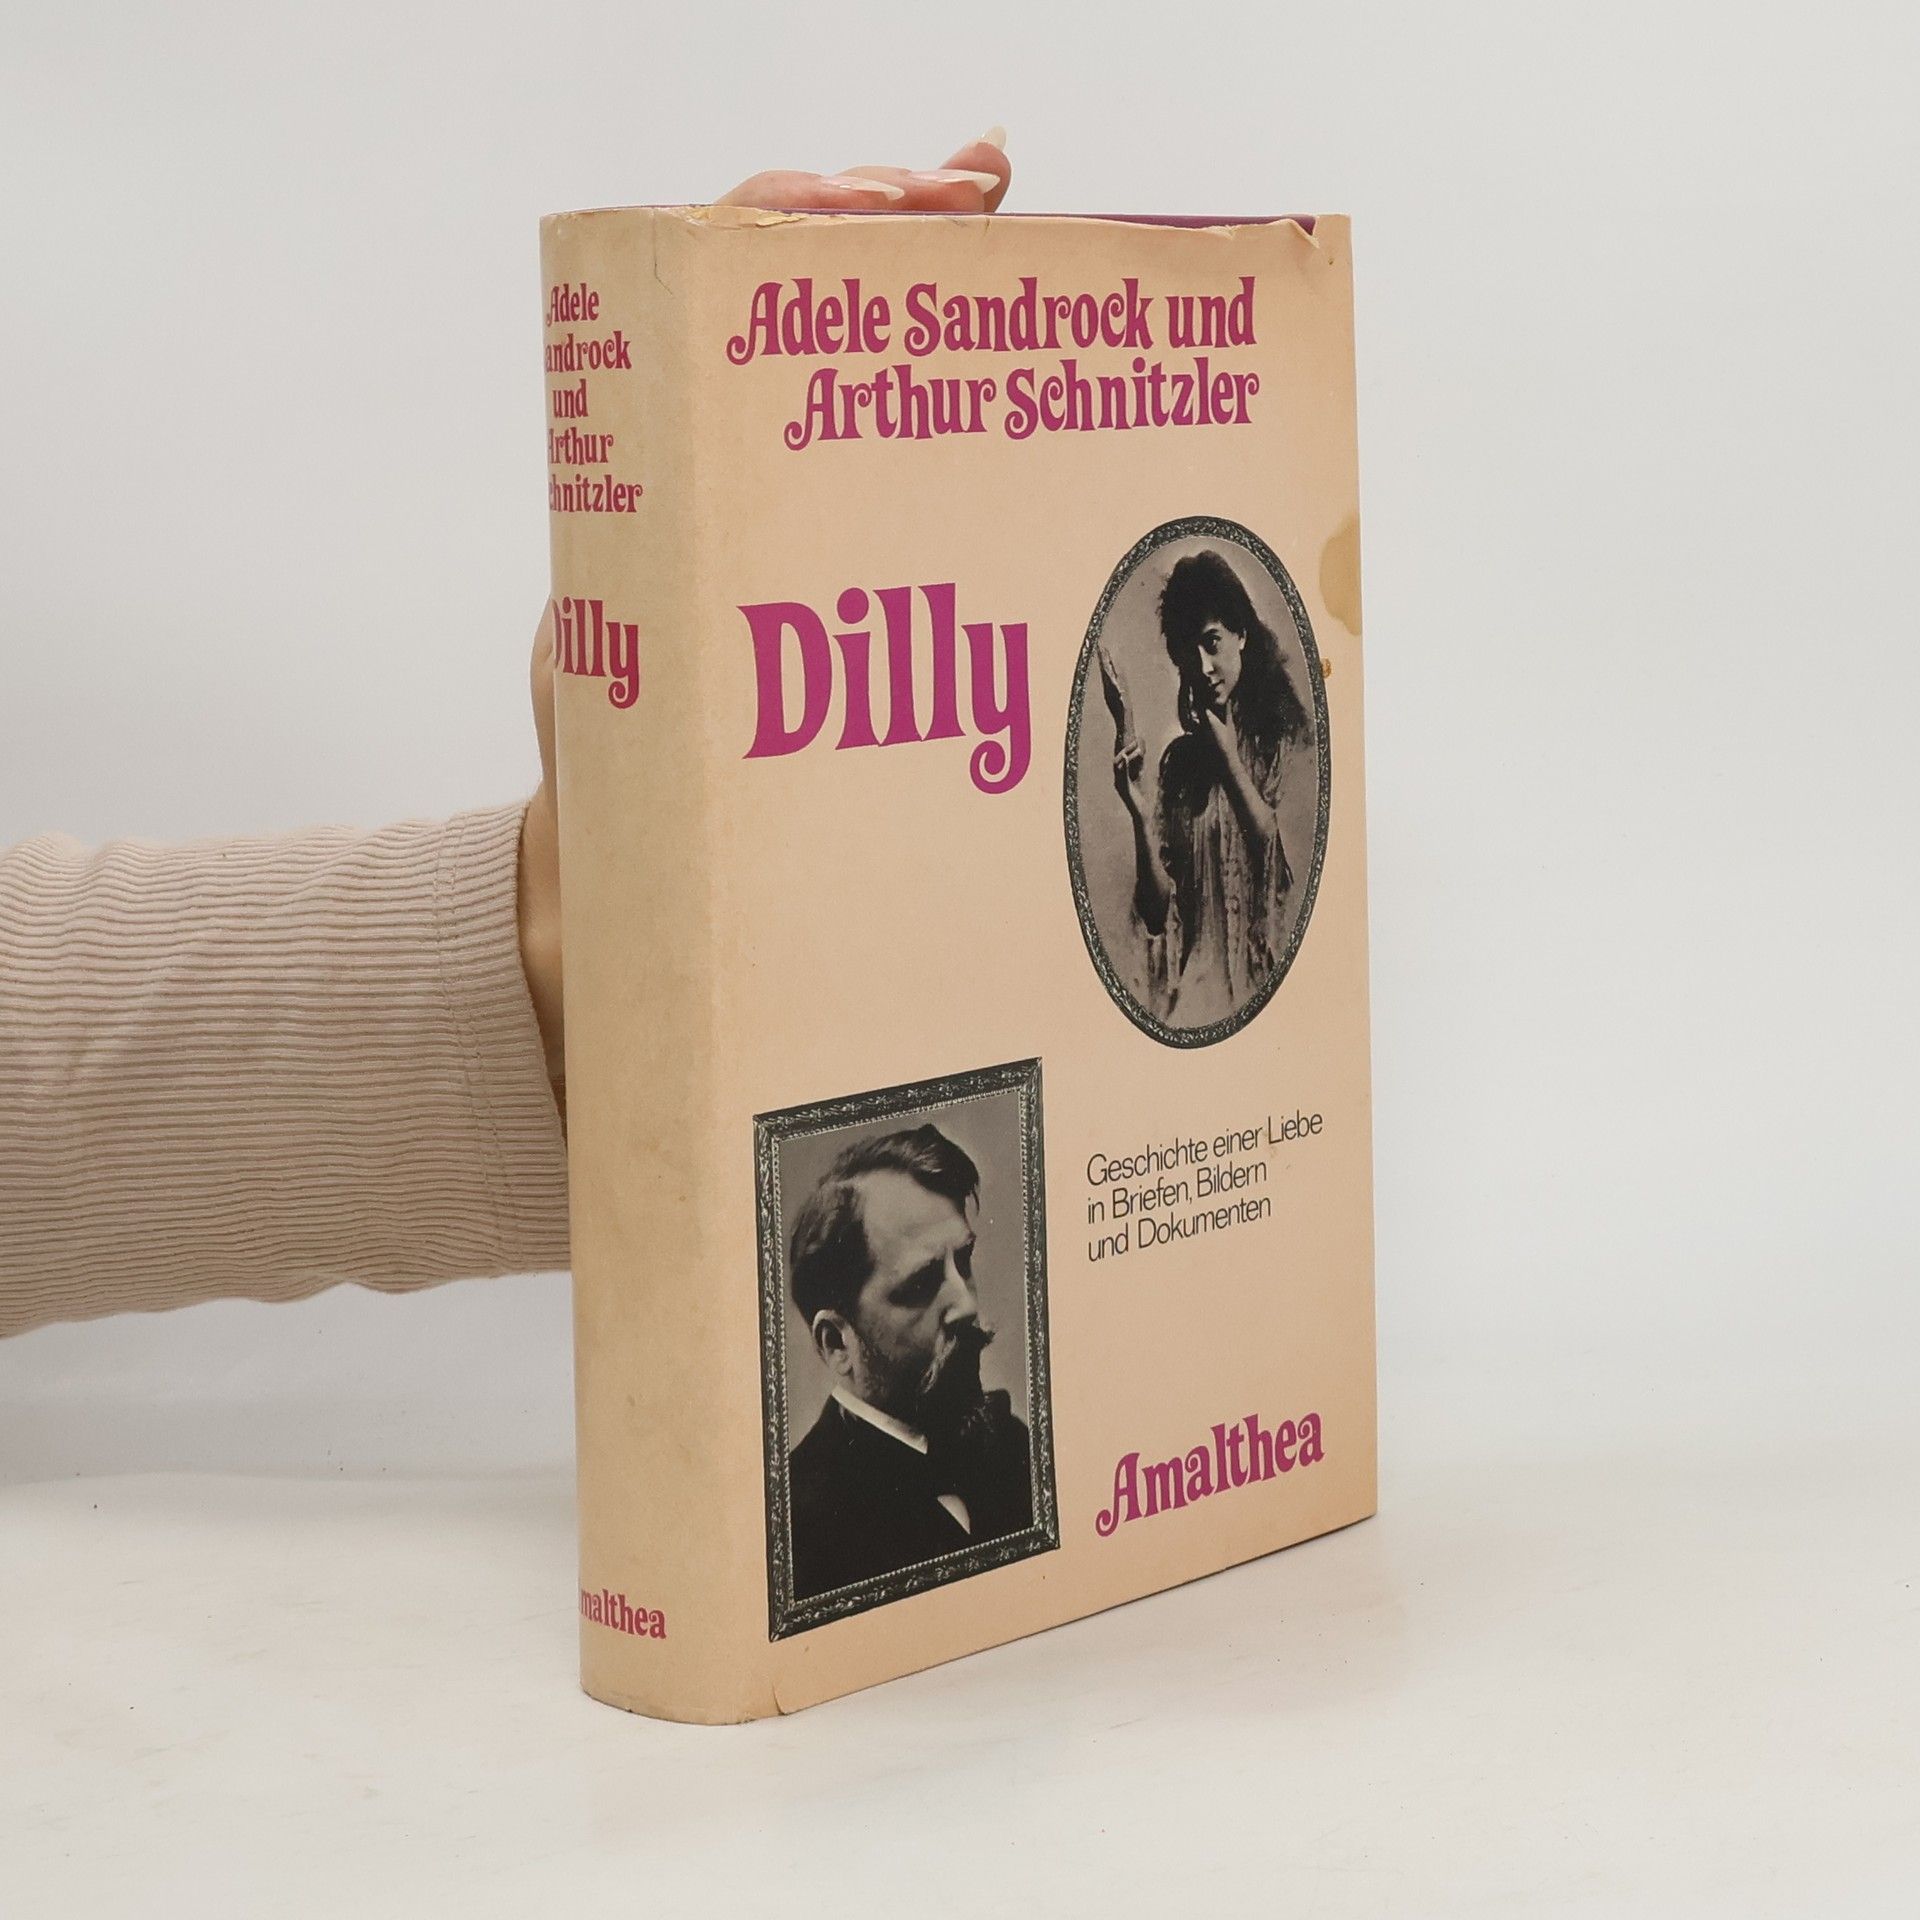 Adele
androck
und
Arthur
chnitzler
Dilly
malthea
Adele Sandrock und
Arthur Schnitzler
Dilly
Geschichte einer Liebe
in Briefen, Bildern
und Dokumenten
Amalthea